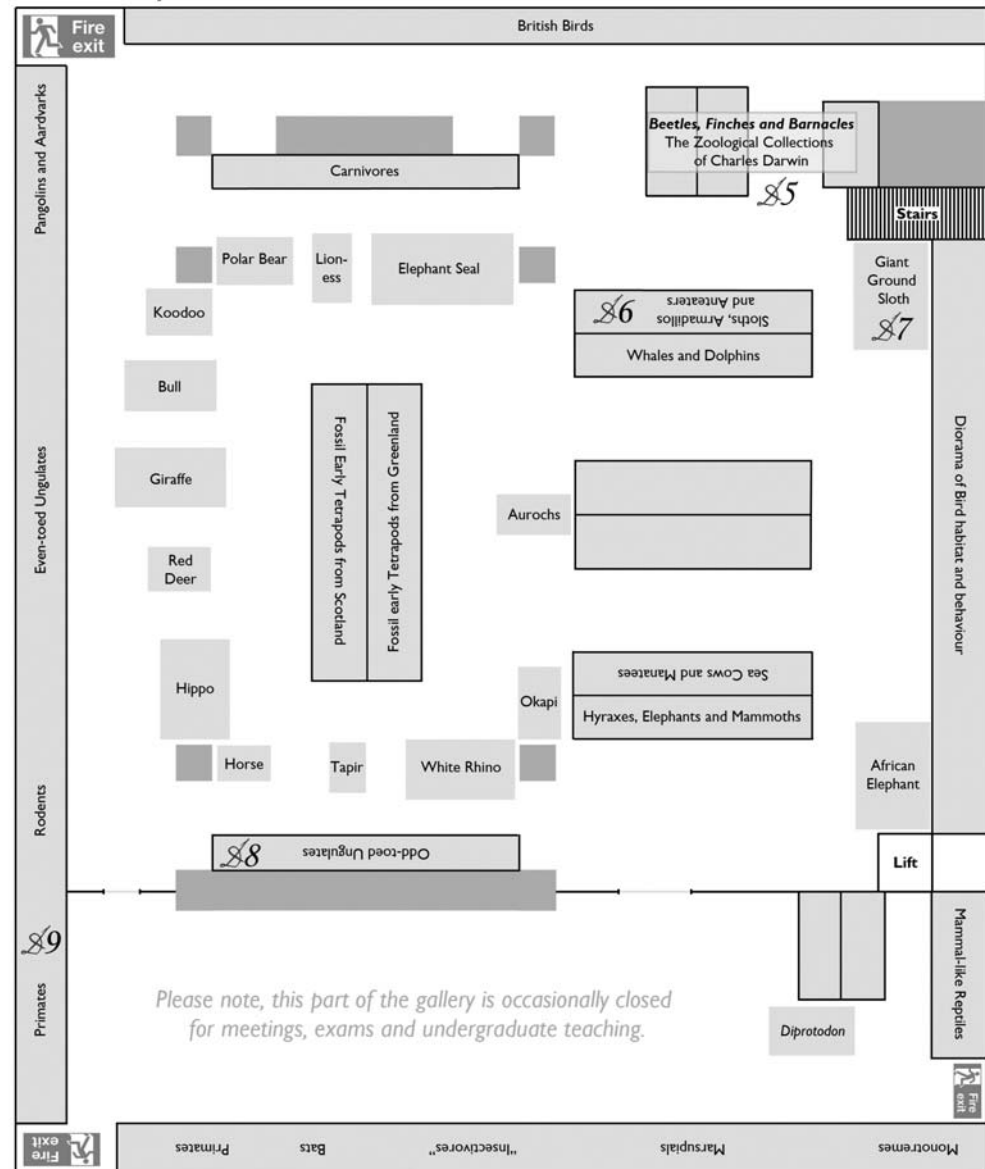 Fire
exit
British Birds
Pangolins and Aardvarks
Even-toed Ungulates
Rodents
Primates
Carnivores
Beetles, Finches and Barnacles
The Zoological Collections
of Charles Darwin
D5
Stairs
Polar Bear
Lion-
ess
Elephant Seal
Koodoo
Bull
Giraffe
Red
Deer
Hippo
Horse
Tapir
White Rhino
Okapi
Aurochs
Fossil Early Tetrapods from Scotland
Fossil early Tetrapods from Greenland
D6
Sloths, Armadillos
and Anteaters
Whales and Dolphins
Giant
Ground
Sloth
D7
Diorama of Bird habitat and behaviour
Sea Cows and Manatees
Hyraxes, Elephants and Mammoths
African
Elephant
Lift
D8
Odd-toed Ungulates
D9
Mammal-like Reptiles
Please note, this part of the gallery is occasionally closed
for meetings, exams and undergraduate teaching.
Diprotodon
Fire
exit
Fire
exit
Primates
Bats
"Insectivores"
Marsupials
Monotremes